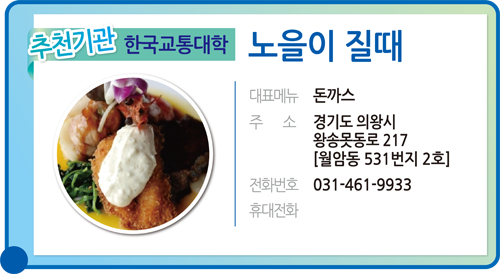 추천기관 한국교통대학 노을이 질때
대표메뉴 돈까스
주 소 경기도 의왕시
왕송못동로 217
[월암동 531번지 2호]
전화번호 031-461-9933
휴대전화